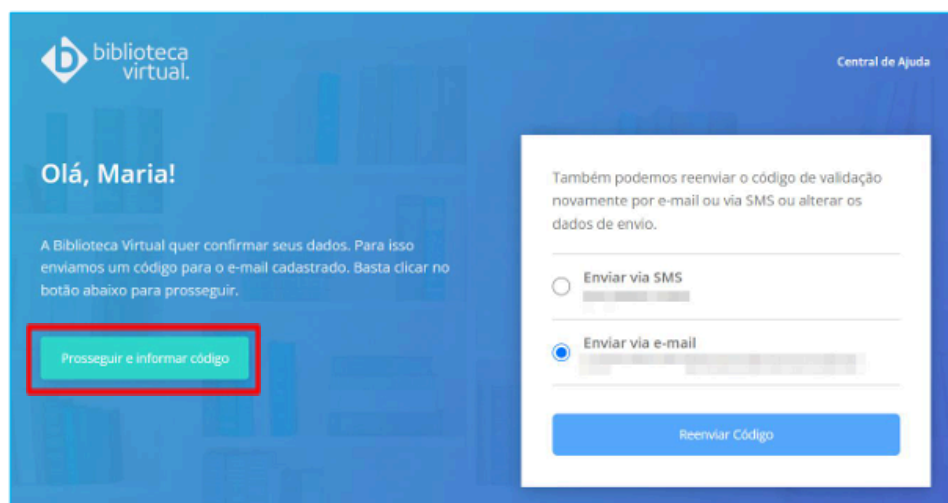 biblioteca
virtual.
Central de Ajuda
Olá, Maria!
A Biblioteca Virtual quer confirmar seus dados. Para isso
enviamos um código para o e-mail cadastrado. Basta clicar no
botão abaixo para prosseguir.
Prosseguir e informar código
Também podemos reenviar o código de validação
novamente por e-mail ou via SMS ou alterar os
dados de envio.
Enviar via SMS
Enviar via e-mail
Reenviar Código